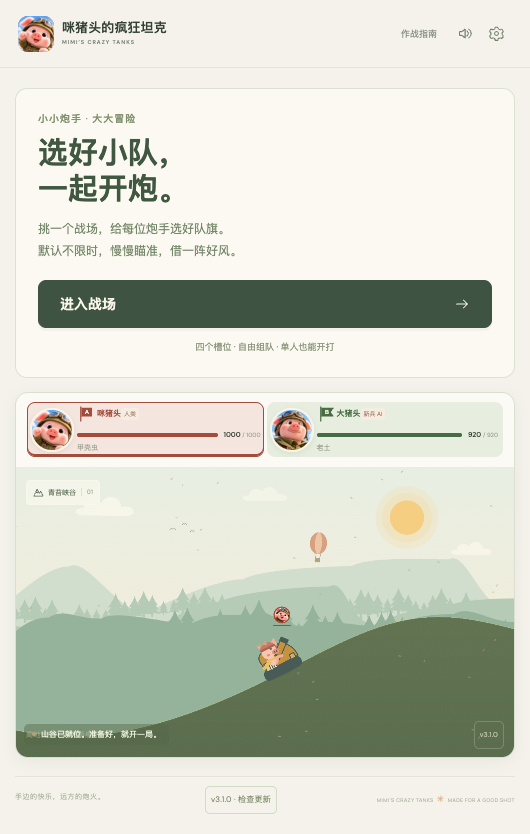 咪猪头的疯狂坦克
MIMI'S CRAZY TANKS
作战指南
小小炮手 · 大大冒险
选好小队，
一起开炮。
挑一个战场，给每位炮手选好队旗。
默认不限时，慢慢瞄准，借一阵好风。
进入战场
四个槽位 · 自由组队 · 单人也能开打
A 咪猪头 人类
1000 / 1000
甲壳虫
B 大猪头 新兵 AI
920 / 920
老土
青苔峡谷 01
山谷已就位。准备好，就开一局。
v3.1.0
手边的快乐，远方的炮火。
v3.1.0 · 检查更新
MIMI'S CRAZY TANKS ☀ MADE FOR A GOOD SHOT